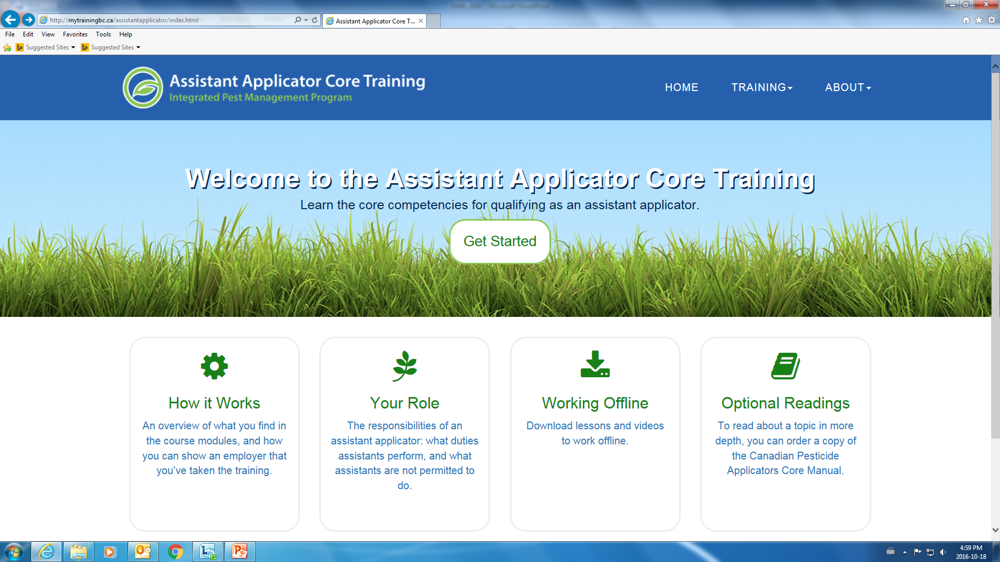 http://mytrainingbc.ca/assistantapplicator/index.html
Assistant Applicator Core T...
File Edit View Favorites Tools Help
Suggested Sites Suggested Sites
Assistant Applicator Core Training
Integrated Pest Management Program
HOME TRAINING ABOUT
Welcome to the Assistant Applicator Core Training
Learn the core competencies for qualifying as an assistant applicator.
Get Started
How it Works
An overview of what you find in
the course modules, and how
you can show an employer that
you've taken the training.
Your Role
The responsibilities of an
assistant applicator: what duties
assistants perform, and what
assistants are not permitted to
do.
Working Offline
Download lessons and videos
to work offline.
Optional Readings
To read about a topic in more
depth, you can order a copy of
the Canadian Pesticide
Applicators Core Manual.
4:59 PM
2016-10-18